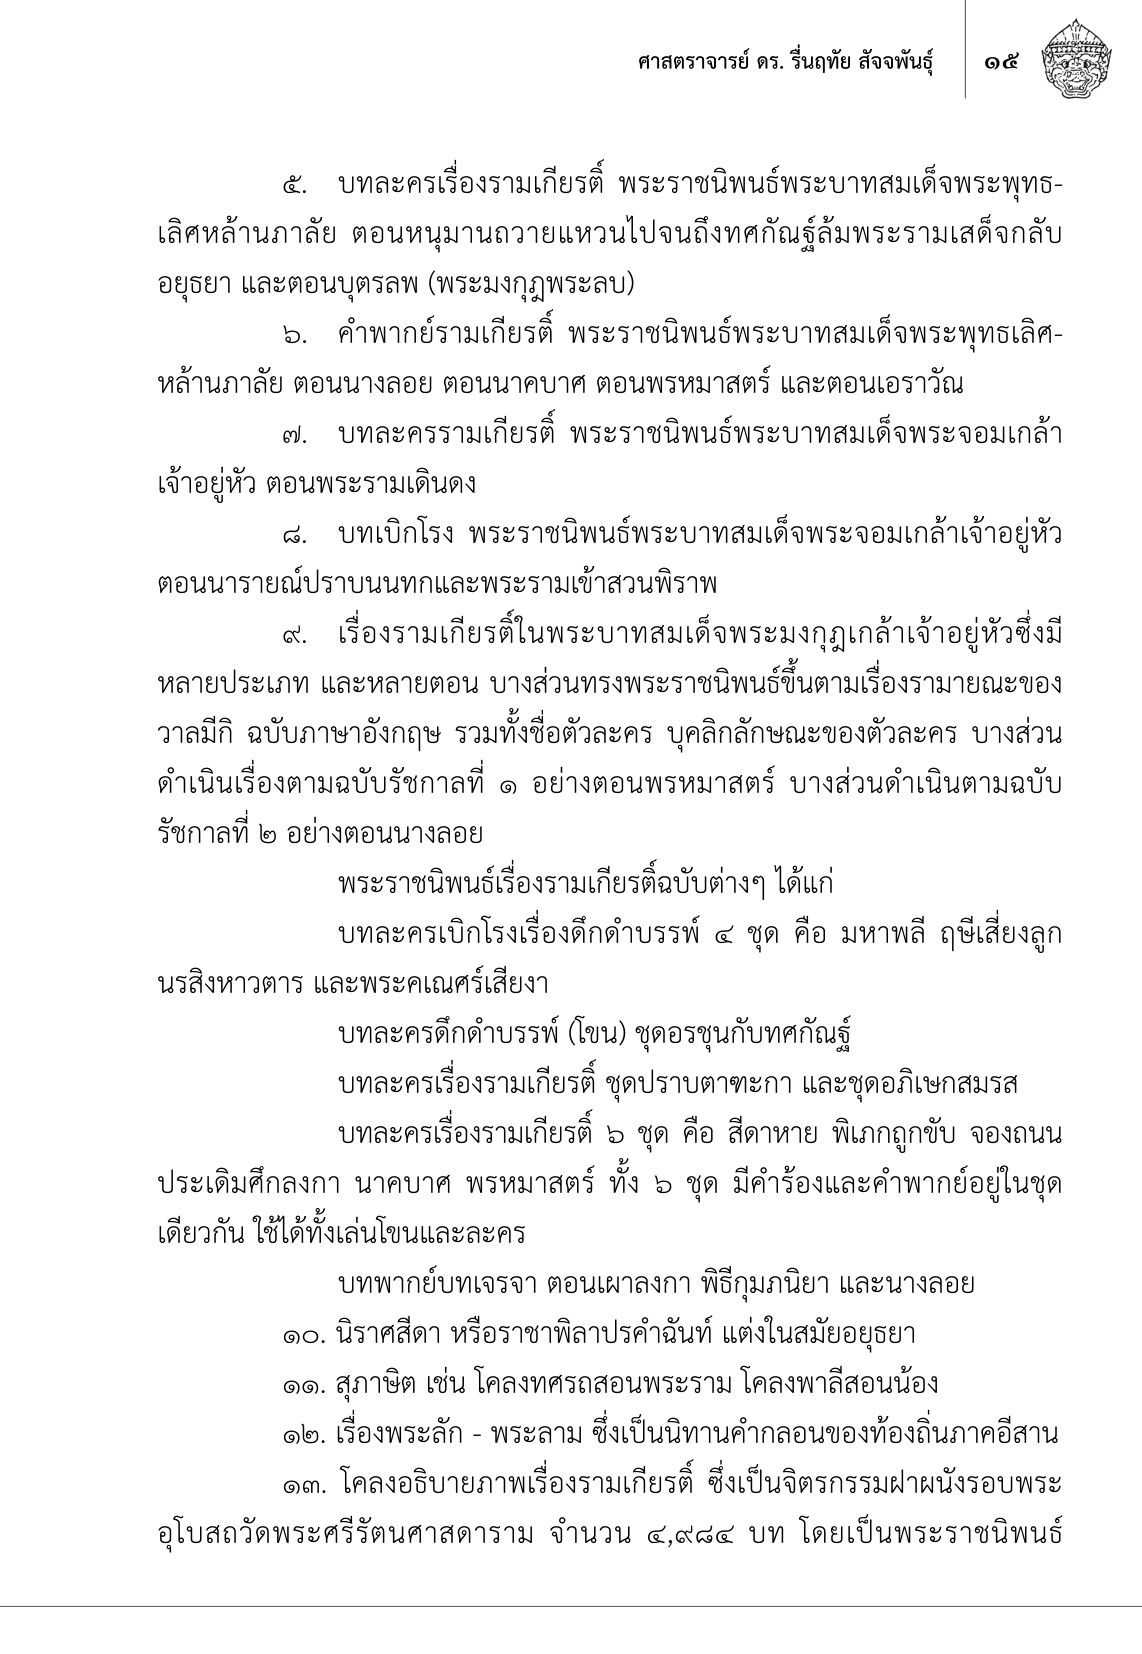 ศาสตราจารย์ ดร. รื่นฤทัย สัจจพันธุ์ ๑๕
๕. บทละครเรื่องรามเกียรติ์ พระราชนิพนธ์พระบาทสมเด็จพระพุทธ-
เลิศหล้านภาลัย ตอนหนุมานถวายแหวนไปจนถึงทศกัณฐ์ล้มพระรามเสด็จกลับ
อยุธยา และตอนบุตรลพ (พระมงกุฎพระลบ)
๖. คำพากย์รามเกียรติ์ พระราชนิพนธ์พระบาทสมเด็จพระพุทธเลิศ-
หล้านภาลัย ตอนนางลอย ตอนนาคบาศ ตอนพรหมาสตร์ และตอนเอราวัณ
๗. บทละครรามเกียรติ์ พระราชนิพนธ์พระบาทสมเด็จพระจอมเกล้า
เจ้าอยู่หัว ตอนพระรามเดินดง
๘. บทเบิกโรง พระราชนิพนธ์พระบาทสมเด็จพระจอมเกล้าเจ้าอยู่หัว
ตอนนารายณ์ปราบนนทกและพระรามเข้าสวนพิราพ
๙. เรื่องรามเกียรติ์ในพระบาทสมเด็จพระมงกุฎเกล้าเจ้าอยู่หัวซึ่งมี
หลายประเภท และหลายตอน บางส่วนทรงพระราชนิพนธ์ขึ้นตามเรื่องรามายณะของ
วาลมีกิ ฉบับภาษาอังกฤษ รวมทั้งชื่อตัวละคร บุคลิกลักษณะของตัวละคร บางส่วน
ดำเนินเรื่องตามฉบับรัชกาลที่ ๑ อย่างตอนพรหมาสตร์ บางส่วนดำเนินตามฉบับ
รัชกาลที่ ๒ อย่างตอนนางลอย
พระราชนิพนธ์เรื่องรามเกียรติ์ฉบับต่างๆ ได้แก่
บทละครเบิกโรงเรื่องดึกดำบรรพ์ ๔ ชุด คือ มหาพลี ฤษีเสี่ยงลูก
นรสิงหาวตาร และพระคเณศร์เสียงา
บทละครดึกดำบรรพ์ (โขน) ชุดอรชุนกับทศกัณฐ์
บทละครเรื่องรามเกียรติ์ ชุดปราบตาฑะกา และชุดอภิเษกสมรส
บทละครเรื่องรามเกียรติ์ ๖ ชุด คือ สีดาหาย พิเภกถูกขับ จองถนน
ประเดิมศึกลงกา นาคบาศ พรหมาสตร์ ทั้ง ๖ ชุด มีคำร้องและคำพากย์อยู่ในชุด
เดียวกัน ใช้ได้ทั้งเล่นโขนและละคร
บทพากย์บทเจรจา ตอนเผาลงกา พิธีกุมภนิยา และนางลอย
๑๐. นิราศสีดา หรือราชาพิลาปรคำฉันท์ แต่งในสมัยอยุธยา
๑๑. สุภาษิต เช่น โคลงทศรถสอนพระราม โคลงพาลีสอนน้อง
๑๒. เรื่องพระลัก - พระลาม ซึ่งเป็นนิทานคำกลอนของท้องถิ่นภาคอีสาน
๑๓. โคลงอธิบายภาพเรื่องรามเกียรติ์ ซึ่งเป็นจิตรกรรมฝาผนังรอบพระ
อุโบสถวัดพระศรีรัตนศาสดาราม จำนวน ๔,๙๘๔ บท โดยเป็นพระราชนิพนธ์